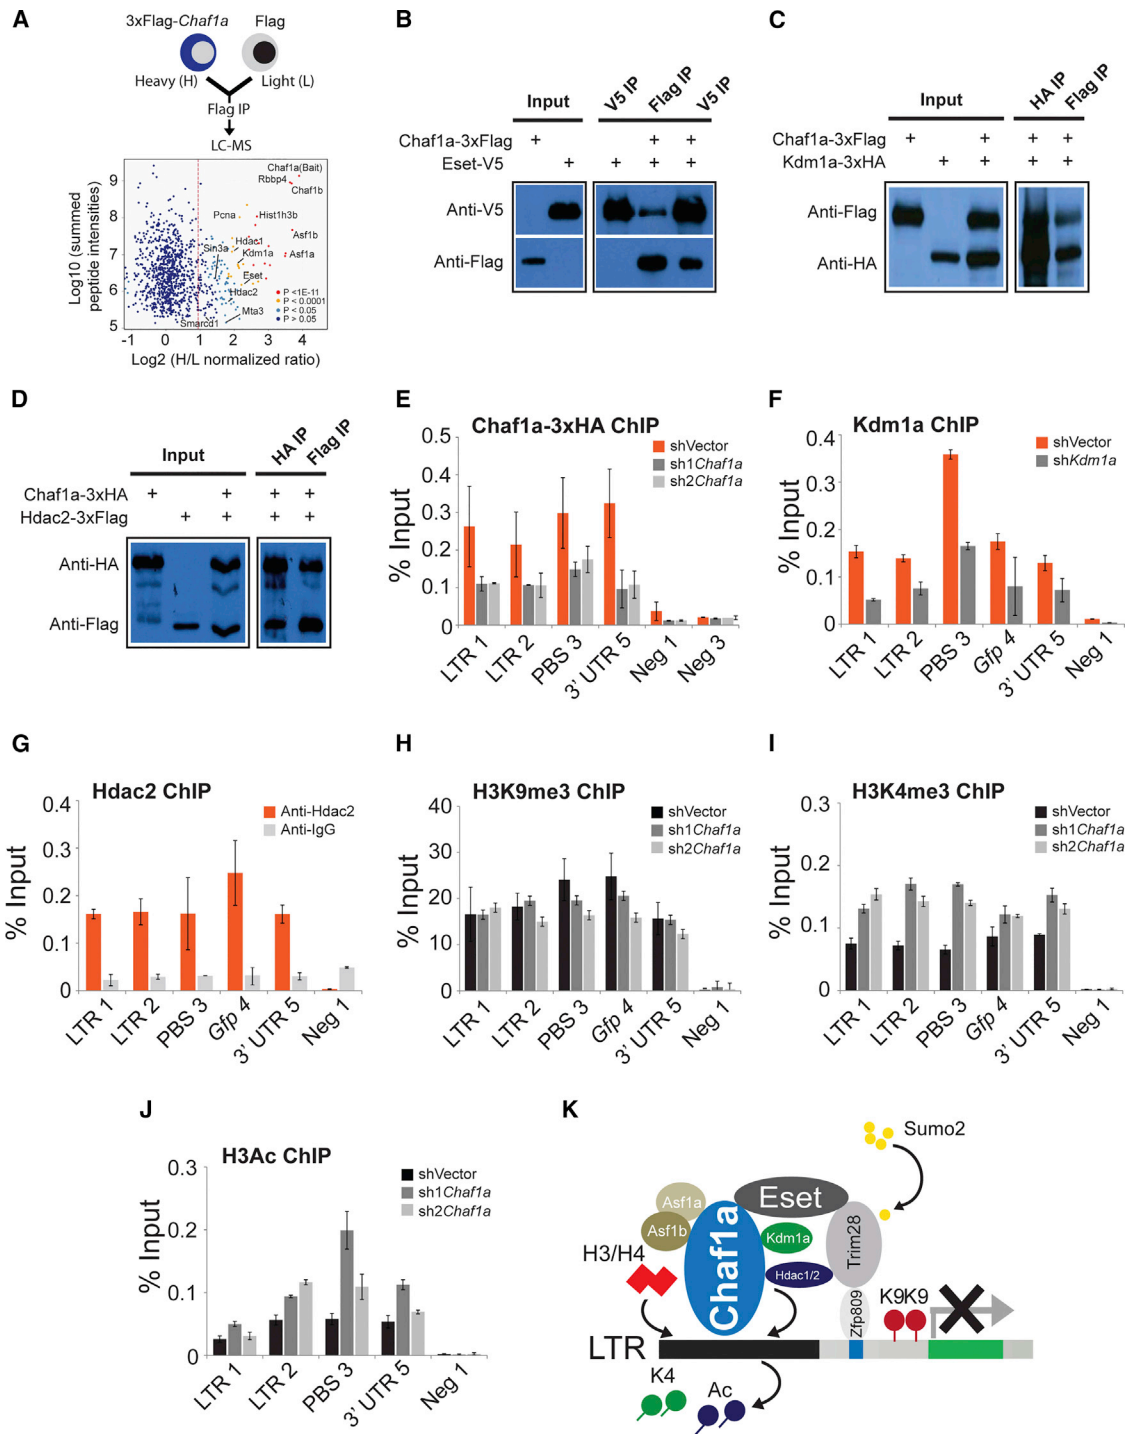 A
3xFlag-Chaf1a
Flag
Heavy (H)
Light (L)
Flag IP
LC-MS
Log10 (summed
peptide intensities)
9
8
7
6
5
Chaf1a(Bait)
Rbbp4
Chaf1b
Pcna
Hist1h3b
Asf1b
Hdac1
Sin3a
Kdm1a
Asf1a
Eset
Hdac2
Mta3
Smarcd1
P <1E-11
P < 0.0001
P < 0.05
P > 0.05
-1 0 1 2 3 4
Log2 (H/L normalized ratio)
B
Input
V5 IP
Flag IP
V5 IP
Chaf1a-3xFlag + + +
Eset-V5 + + + +
Anti-V5
Anti-Flag
C
Input
HA IP
Flag IP
Chaf1a-3xFlag + + + +
Kdm1a-3xHA + + + +
Anti-Flag
Anti-HA
D
Input
HA IP
Flag IP
Chaf1a-3xHA + + + +
Hdac2-3xFlag + + + +
Anti-HA
Anti-Flag
E
Chaf1a-3xHA ChIP
shVector
sh1Chaf1a
sh2Chaf1a
% Input
0.5
0.4
0.3
0.2
0.1
0
LTR 1
LTR 2
PBS 3
3' UTR 5
Neg 1
Neg 3
F
Kdm1a ChIP
shVector
shKdm1a
% Input
0.4
0.3
0.2
0.1
0
LTR 1
LTR 2
PBS 3
Gfp 4
3' UTR 5
Neg 1
G
Hdac2 ChIP
Anti-Hdac2
Anti-IgG
% Input
0.4
0.3
0.2
0.1
0
LTR 1
LTR 2
PBS 3
Gfp 4
3' UTR 5
Neg 1
H
H3K9me3 ChIP
shVector
sh1Chaf1a
sh2Chaf1a
% Input
40
30
20
10
0
LTR 1
LTR 2
PBS 3
Gfp 4
3' UTR 5
Neg 1
I
H3K4me3 ChIP
shVector
sh1Chaf1a
sh2Chaf1a
% Input
0.3
0.2
0.1
0
LTR 1
LTR 2
PBS 3
Gfp 4
3' UTR 5
Neg 1
J
H3Ac ChIP
shVector
sh1Chaf1a
sh2Chaf1a
% Input
0.3
0.2
0.1
0
LTR 1
LTR 2
PBS 3
3' UTR 5
Neg 1
K
Sumo2
Eset
Asf1a
Asf1b
Chaf1a
Kdm1a
Trim28
H3/H4
Hdac1/2
Zfp809
K9K9
LTR
K4
Ac